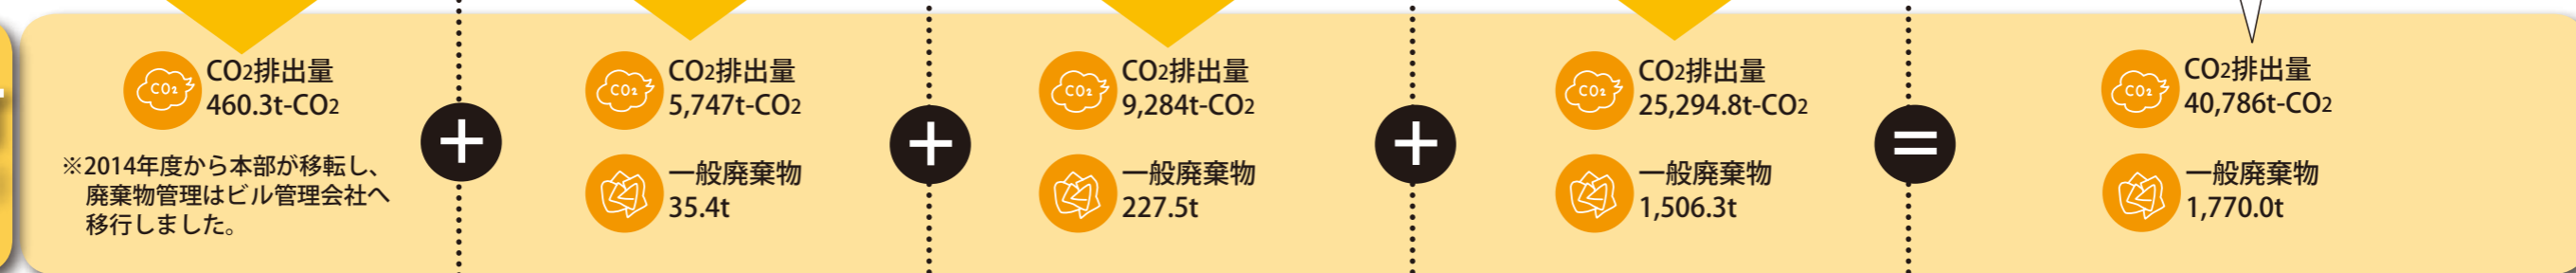 CO2排出量
460.3t-CO2
※2014年度から本部が移転し、
廃棄物管理はビル管理会社へ
移行しました。
+
CO2排出量
5,747t-CO2
一般廃棄物
35.4t
+
CO2排出量
9,284t-CO2
一般廃棄物
227.5t
+
CO2排出量
25,294.8t-CO2
一般廃棄物
1,506.3t
=
CO2排出量
40,786t-CO2
一般廃棄物
1,770.0t